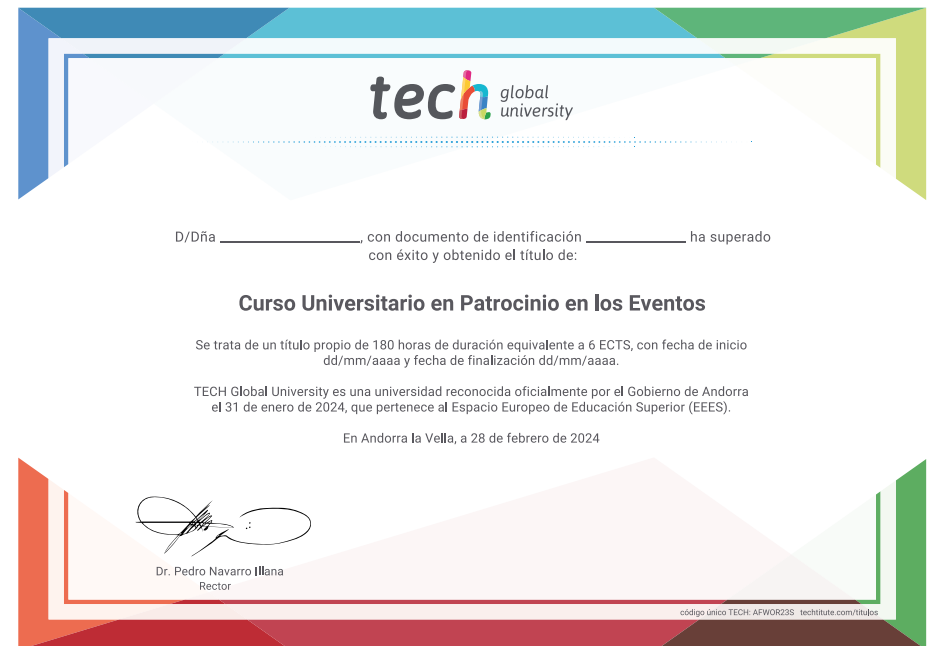 tech global
university
D/Dña ______________, con documento de identificación __________ ha superado
con éxito y obtenido el título de:
Curso Universitario en Patrocinio en los Eventos
Se trata de un título propio de 180 horas de duración equivalente a 6 ECTS, con fecha de inicio
dd/mm/aaaa y fecha de finalización dd/mm/aaaa.
TECH Global University es una universidad reconocida oficialmente por el Gobierno de Andorra
el 31 de enero de 2024, que pertenece al Espacio Europeo de Educación Superior (EEES).
En Andorra la Vella, a 28 de febrero de 2024
Dr. Pedro Navarro Illana
Rector
código único TECH: AFWOR23S techtitute.com/titulos